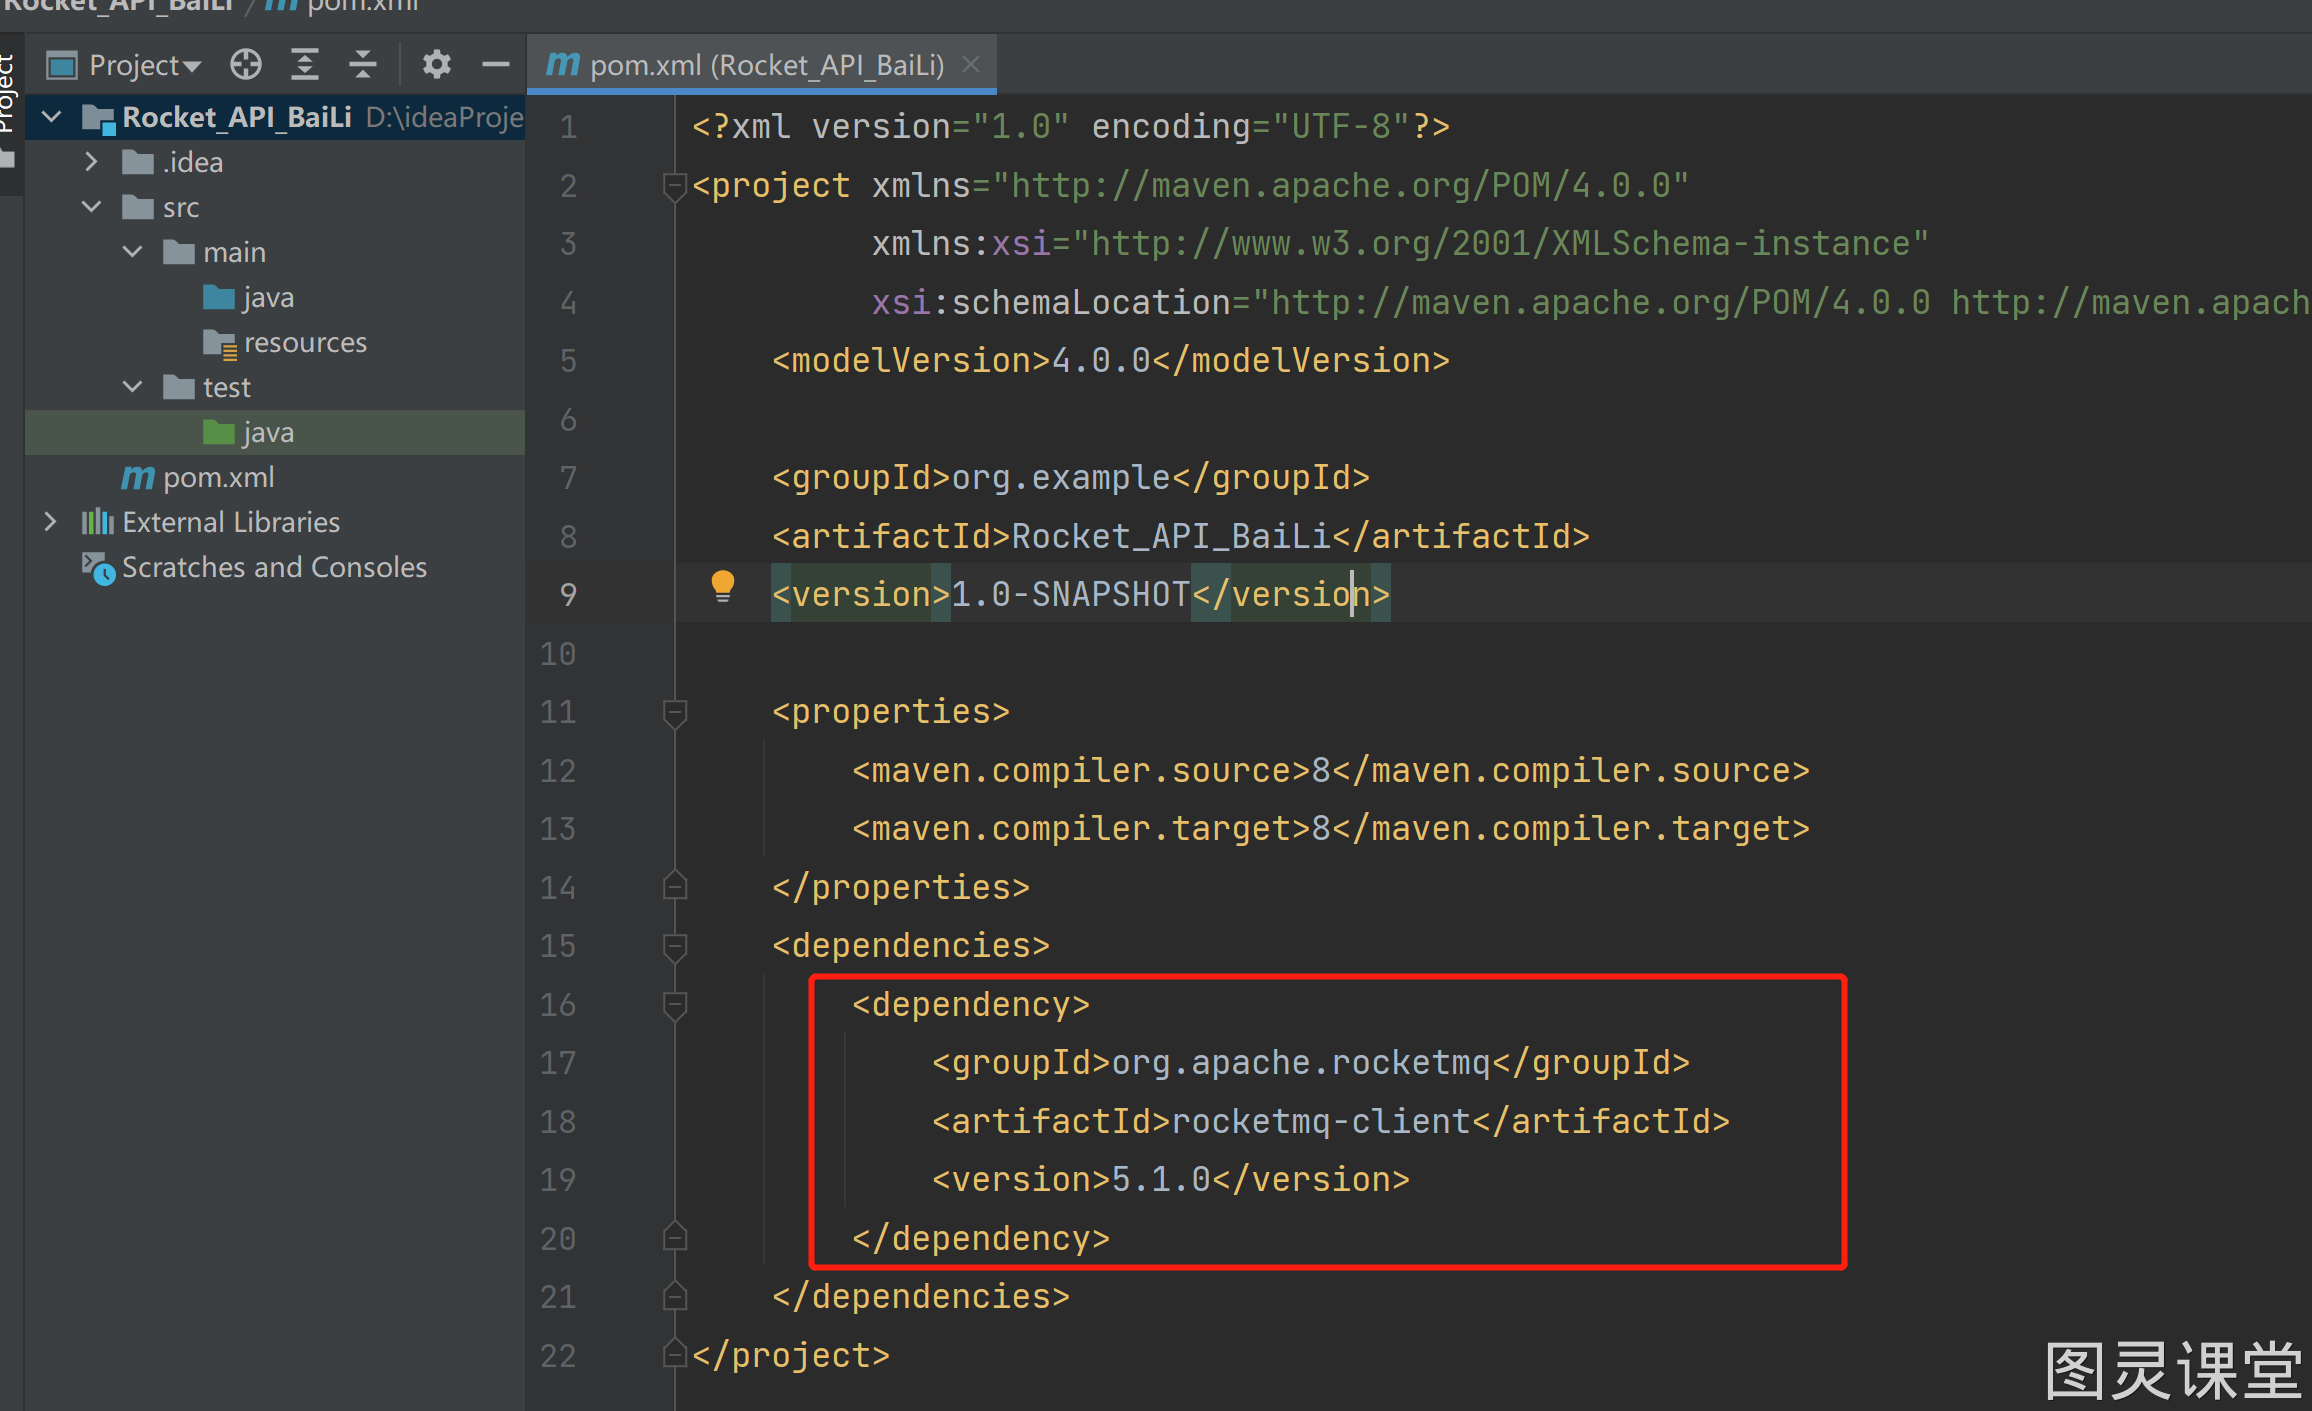 Rocket_API_BaiLi / m pom.xml
Project
Project
m pom.xml (Rocket_API_BaiLi)
Rocket_API_BaiLi D:\ideaProje
.idea
src
main
java
resources
test
java
m pom.xml
External Libraries
Scratches and Consoles
1 <?xml version="1.0" encoding="UTF-8"?>
2 <project xmlns="http://maven.apache.org/POM/4.0.0"
3 xmlns:xsi="http://www.w3.org/2001/XMLSchema-instance"
4 xsi:schemaLocation="http://maven.apache.org/POM/4.0.0 http://maven.apach
5 <modelVersion>4.0.0</modelVersion>
6
7 <groupId>org.example</groupId>
8 <artifactId>Rocket_API_BaiLi</artifactId>
9 <version>1.0-SNAPSHOT</version>
10
11 <properties>
12 <maven.compiler.source>8</maven.compiler.source>
13 <maven.compiler.target>8</maven.compiler.target>
14 </properties>
15 <dependencies>
16 <dependency>
17 <groupId>org.apache.rocketmq</groupId>
18 <artifactId>rocketmq-client</artifactId>
19 <version>5.1.0</version>
20 </dependency>
21 </dependencies>
22 </project>
图灵课堂